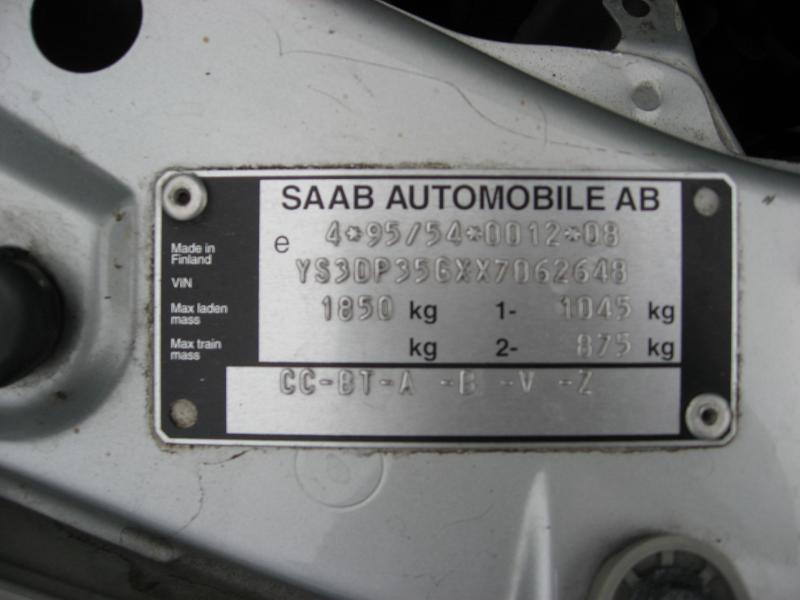 SAAB AUTOMOBILE AB
e 4*95/54*0012*08
Made in
Finland
VIN YS3DP35GXX7062648
Max laden
mass 1850 kg 1- 1045 kg
Max train
mass kg 2- 875 kg
CC-BT-A -B -V -Z